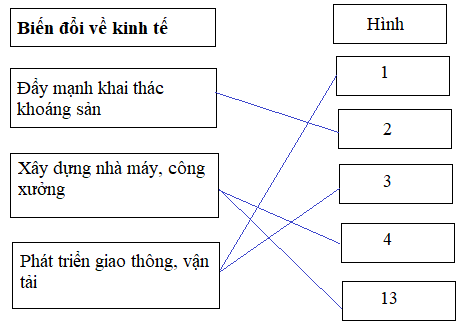 Biến đổi về kinh tế
Hình
Đẩy mạnh khai thác
khoáng sản
1
2
Xây dựng nhà máy, công
xưởng
3
4
Phát triển giao thông, vận
tải
13